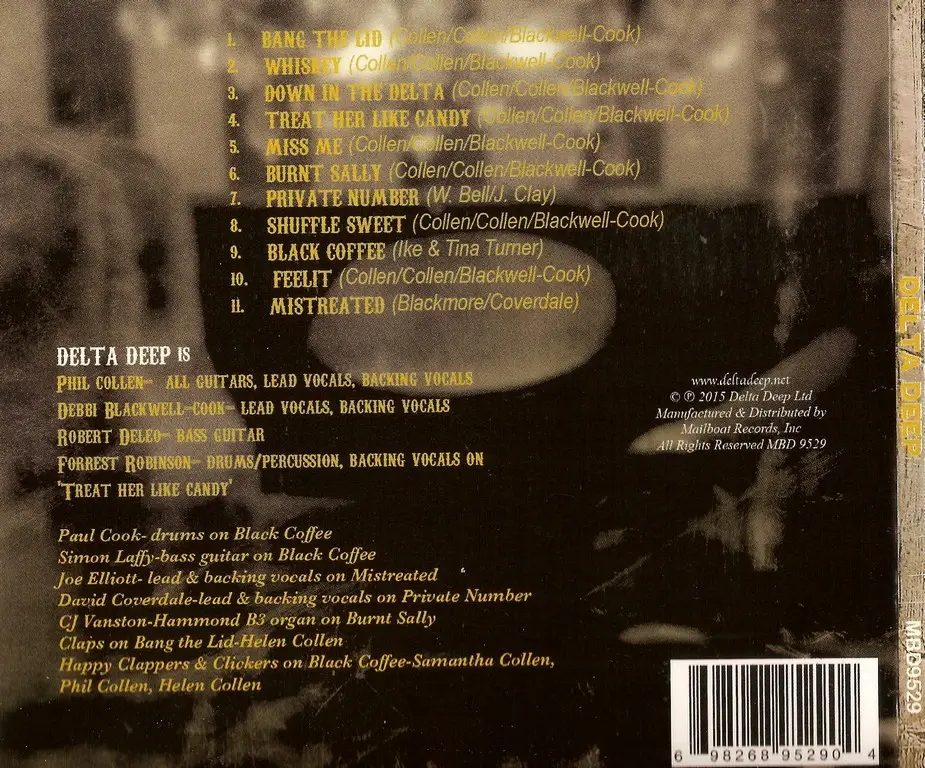 1. BANG THE LID (Collen/Collen/Blackwell-Cook)
2. WHISKEY (Collen/Collen/Blackwell-Cook)
3. DOWN IN THE DELTA (Collen/Collen/Blackwell-Cook)
4. TREAT HER LIKE CANDY (Collen/Collen/Blackwell-Cook)
5. MISS ME (Collen/Collen/Blackwell-Cook)
6. BURNT SALLY (Collen/Collen/Blackwell-Cook)
7. PRIVATE NUMBER (W. Bell/J. Clay)
8. SHUFFLE SWEET (Collen/Collen/Blackwell-Cook)
9. BLACK COFFEE (Ike & Tina Turner)
10. FEELIT (Collen/Collen/Blackwell-Cook)
11. MISTREATED (Blackmore/Coverdale)
DELTA DEEP IS
PHIL COLLEN- ALL GUITARS, LEAD VOCALS, BACKING VOCALS
DEBBI BLACKWELL-COOK- LEAD VOCALS, BACKING VOCALS
ROBERT DELEO- BASS GUITAR
FORREST ROBINSON- DRUMS/PERCUSSION, BACKING VOCALS ON
'TREAT HER LIKE CANDY'
Paul Cook- drums on Black Coffee
Simon Laffy-bass guitar on Black Coffee
Joe Elliott- lead & backing vocals on Mistreated
David Coverdale-lead & backing vocals on Private Number
CJ Vanston-Hammond B3 organ on Burnt Sally
Claps on Bang the Lid-Helen Collen
Happy Clappers & Clickers on Black Coffee-Samantha Collen,
Phil Collen, Helen Collen
www.deltadeep.net
© ℗ 2015 Delta Deep Ltd
Manufactured & Distributed by
Mailboat Records, Inc
All Rights Reserved MBD 9529
6 98268 95290 4
DELTA DEEP
MBD9529